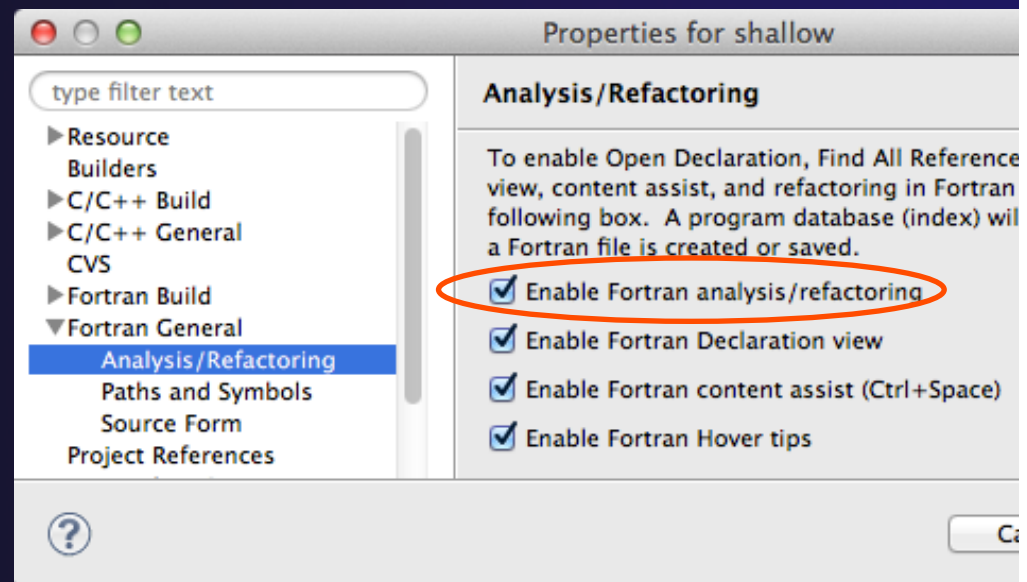 Properties for shallow
type filter text
Resource
Builders
C/C++ Build
C/C++ General
CVS
Fortran Build
Fortran General
Analysis/Refactoring
Paths and Symbols
Source Form
Project References
Analysis/Refactoring
To enable Open Declaration, Find All Reference
view, content assist, and refactoring in Fortran
following box. A program database (index) wil
a Fortran file is created or saved.
Enable Fortran analysis/refactoring
Enable Fortran Declaration view
Enable Fortran content assist (Ctrl+Space)
Enable Fortran Hover tips
?
Ca